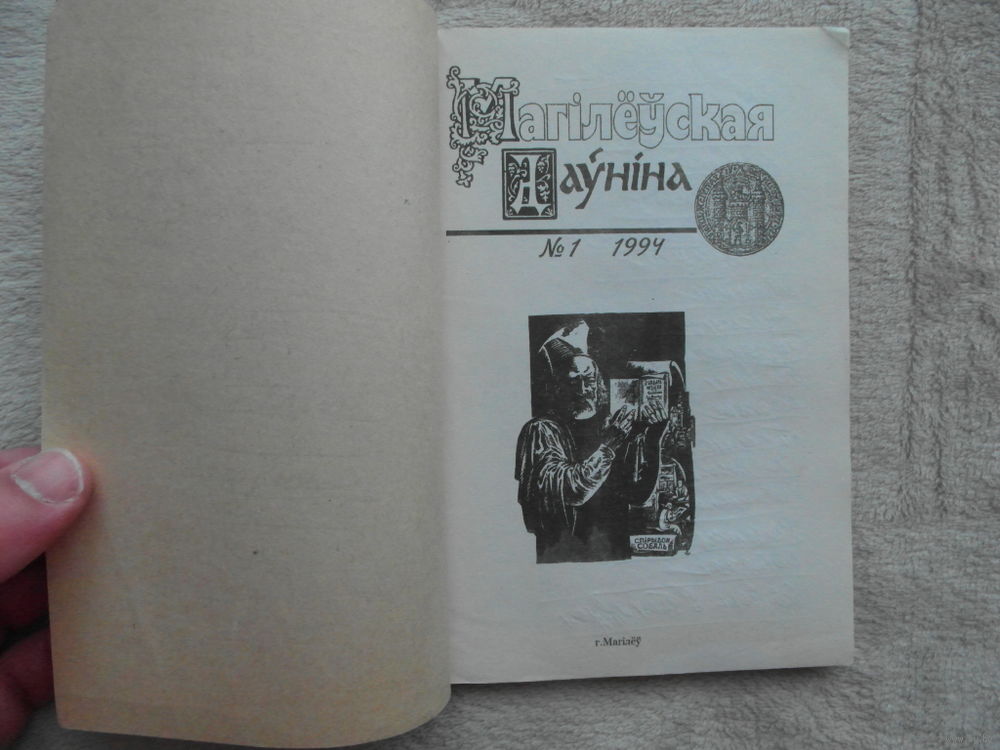 Магілёўская
Даўніна
№1 1994
СПІРЫДОН
СОБАЛЬ
г.Магілёў